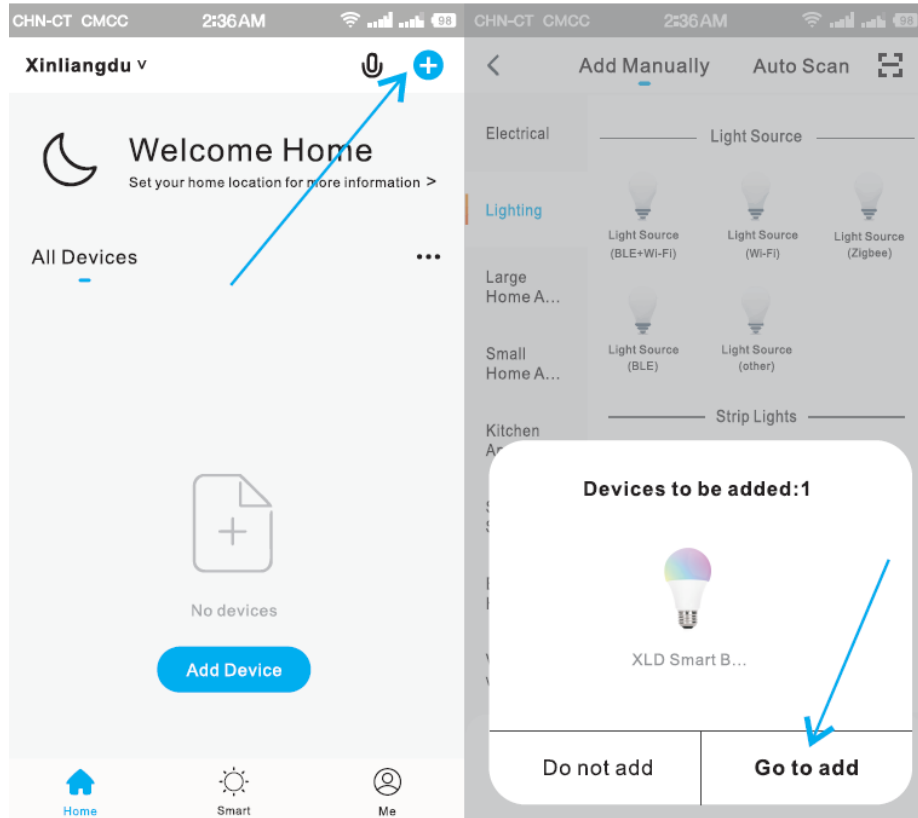 CHN-CT CMCC 2:36AM 98
Xinliangdu
Welcome Home
Set your home location for more information >
All Devices
No devices
Add Device
Home
Smart
Me
CHN-CT CMCC 2:36AM 98
Add Manually Auto Scan
Electrical
Lighting
Large
Home A...
Small
Home A...
Kitchen
Light Source
Light Source
(BLE+Wi-Fi)
Light Source
(Wi-Fi)
Light Source
(Zigbee)
Light Source
(BLE)
Light Source
(other)
Strip Lights
Devices to be added:1
XLD Smart B...
Do not add
Go to add